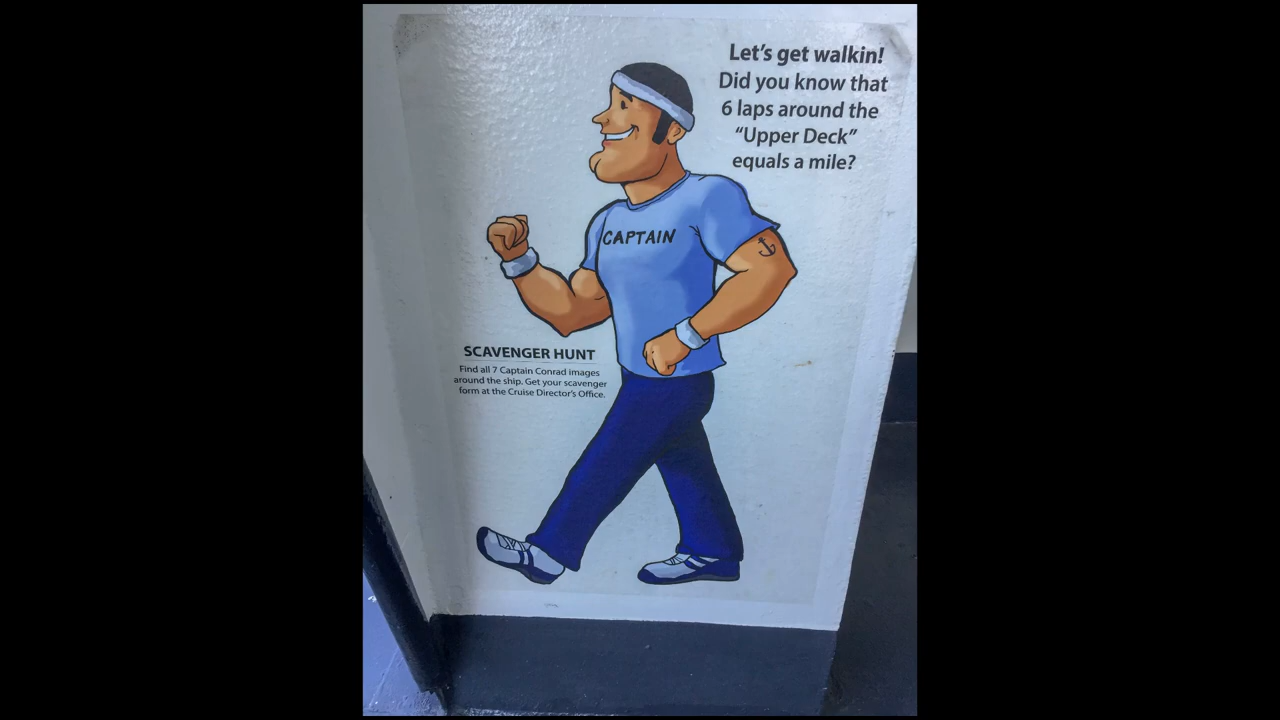 Let's get walkin!
Did you know that
6 laps around the
“Upper Deck”
equals a mile?
CAPTAIN
SCAVENGER HUNT
Find all 7 Captain Conrad images
around the ship. Get your scavenger
form at the Cruise Director's Office.